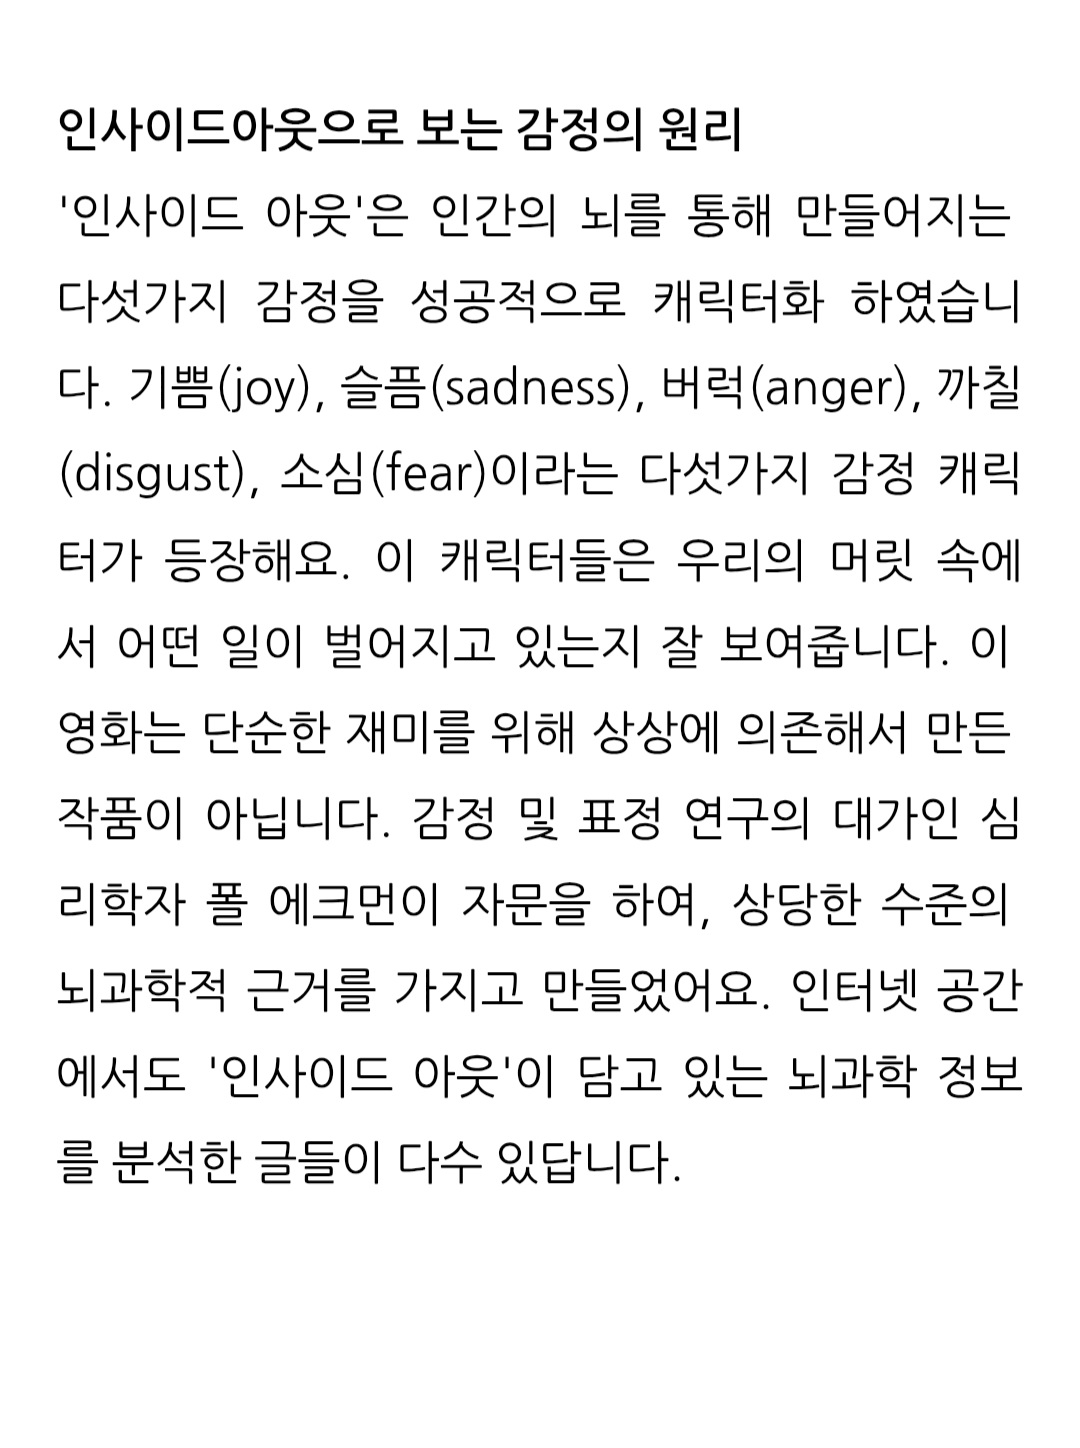 인사이드아웃으로 보는 감정의 원리
'인사이드 아웃'은 인간의 뇌를 통해 만들어지는
다섯가지 감정을 성공적으로 캐릭터화 하였습니
다. 기쁨(joy), 슬픔(sadness), 버럭(anger), 까칠
(disgust), 소심(fear)이라는 다섯가지 감정 캐릭
터가 등장해요. 이 캐릭터들은 우리의 머릿 속에
서 어떤 일이 벌어지고 있는지 잘 보여줍니다. 이
영화는 단순한 재미를 위해 상상에 의존해서 만든
작품이 아닙니다. 감정 및 표정 연구의 대가인 심
리학자 폴 에크먼이 자문을 하여, 상당한 수준의
뇌과학적 근거를 가지고 만들었어요. 인터넷 공간
에서도 '인사이드 아웃'이 담고 있는 뇌과학 정보
를 분석한 글들이 다수 있답니다.